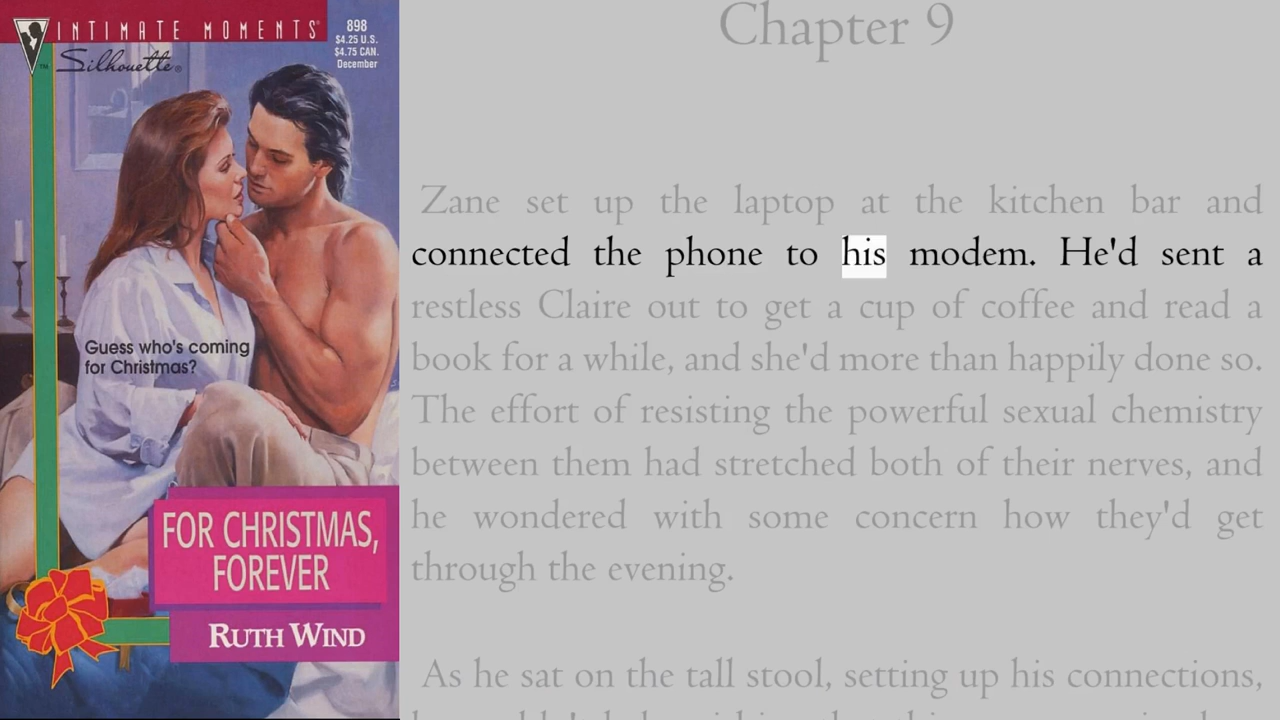 INTIMATE MOMENTS®
898
$4.25 U.S.
$4.75 CAN.
December
™
Silhouette®
Guess who's coming
for Christmas?
FOR CHRISTMAS,
FOREVER
RUTH WIND
Chapter 9
Zane set up the laptop at the kitchen bar and
connected the phone to his modem. He'd sent a
restless Claire out to get a cup of coffee and read a
book for a while, and she'd more than happily done so.
The effort of resisting the powerful sexual chemistry
between them had stretched both of their nerves, and
he wondered with some concern how they'd get
through the evening.
As he sat on the tall stool, setting up his connections,